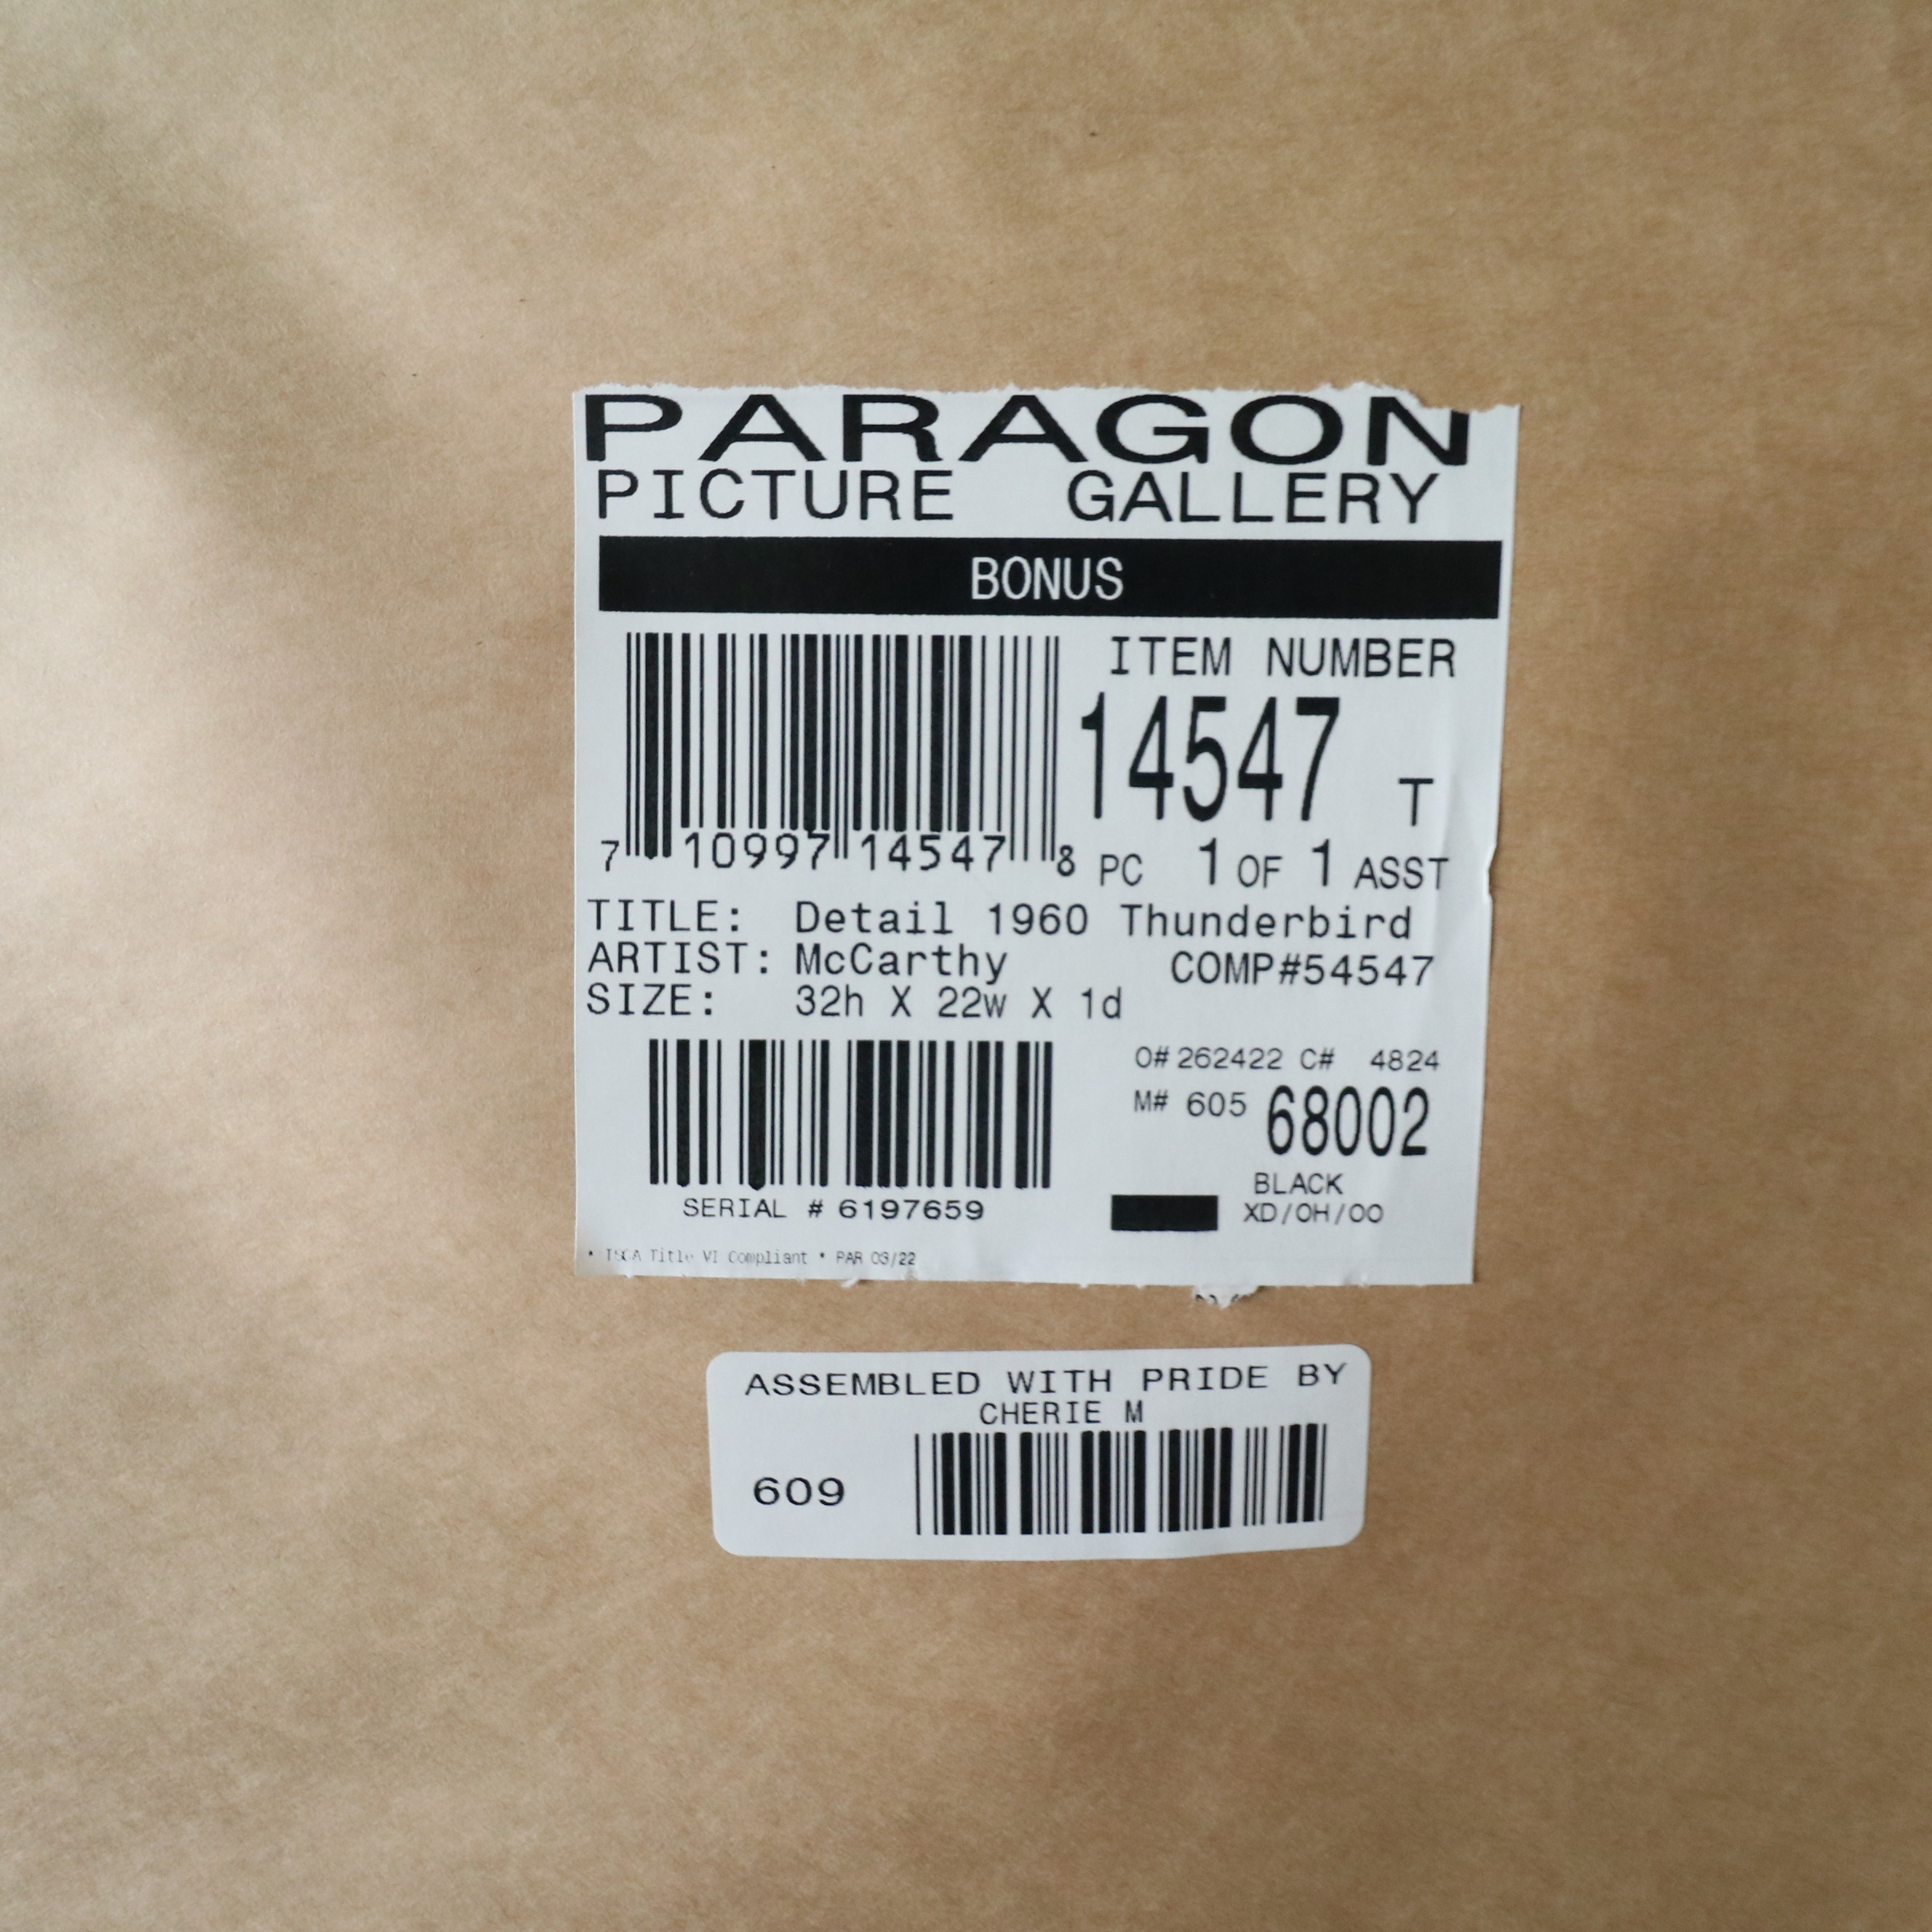 PARAGON
PICTURE GALLERY
BONUS
ITEM NUMBER
14547 T
7 10997 14547 8
PC 1 OF 1 ASST
TITLE: Detail 1960 Thunderbird
ARTIST: McCarthy COMP#54547
SIZE: 32h X 22w X 1d
O# 262422 C# 4824
M# 605 68002
BLACK
XD/OH/OO
SERIAL # 6197659
* TSCA Title VI Compliant * PAR 03/22
ASSEMBLED WITH PRIDE BY
CHERIE M
609